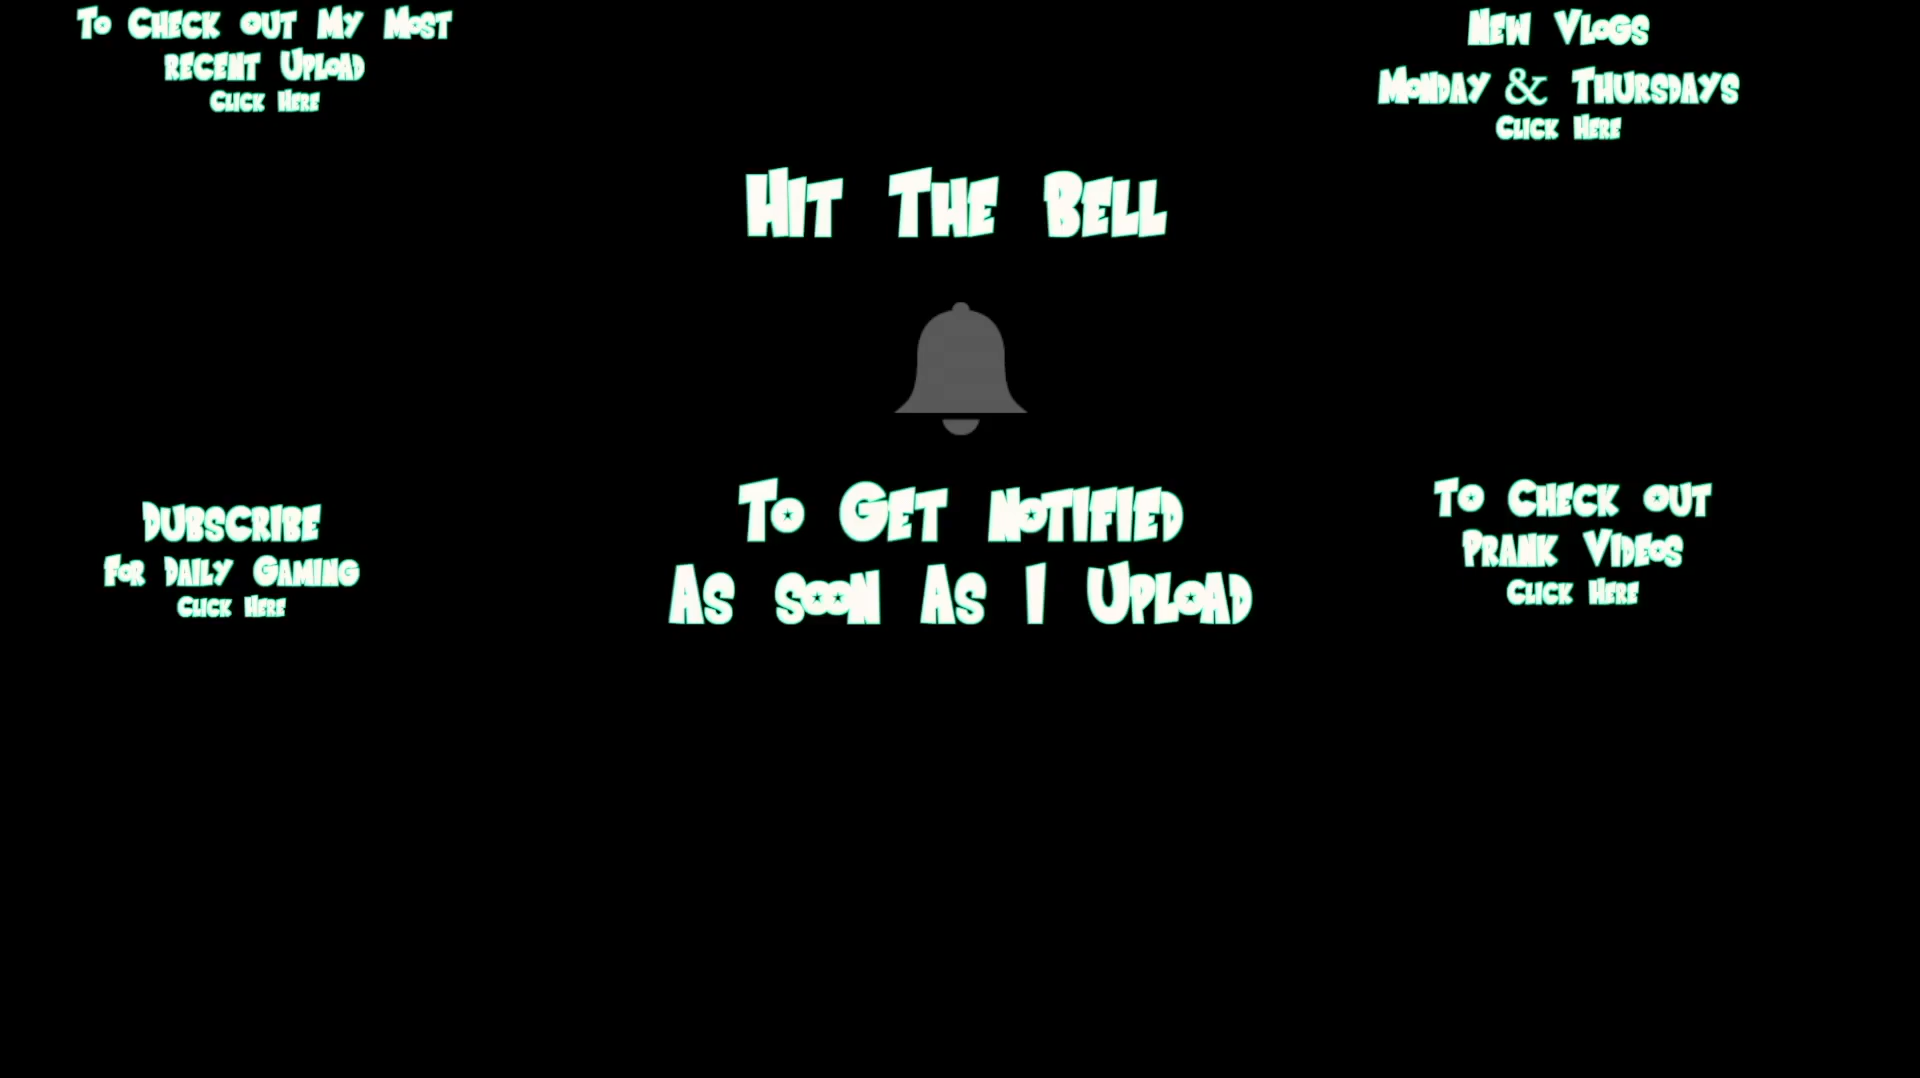 To Check out My Most
recent Upload
Click Here
New Vlogs
Monday & Thursdays
Click Here
Hit The Bell
To Get notified
As soon As I Upload
Dubscribe
For Daily Gaming
Click Here
To Check out
Prank Videos
Click Here